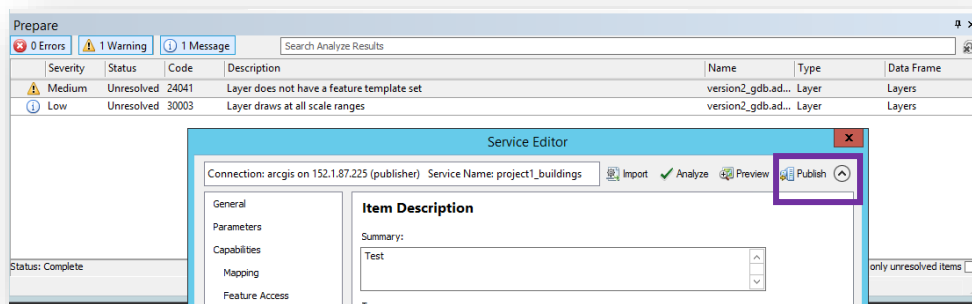 Prepare
0 Errors 1 Warning 1 Message Search Analyze Results
Severity Status Code Description Name Type Data Frame
Medium Unresolved 24041 Layer does not have a feature template set version2_gdb.ad... Layer Layers
Low Unresolved 30003 Layer draws at all scale ranges version2_gdb.ad... Layer Layers
Service Editor
Connection: arcgis on 152.1.87.225 (publisher) Service Name: project1_buildings Import Analyze Preview Publish
General
Item Description
Parameters
Summary:
Capabilities
Test
Status: Complete
only unresolved items
Mapping
Feature Access